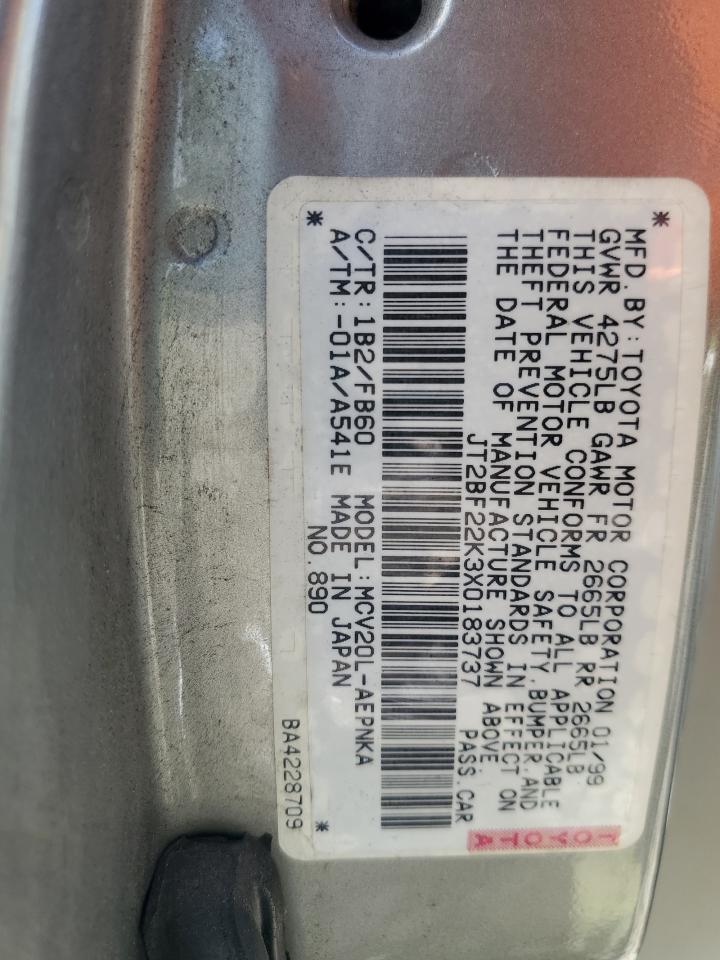 * MFD.BY:TOYOTA MOTOR CORPORATION 01/99
GVWR 4275LB GAWR FR 2665LB RR 2665LB
THIS VEHICLE CONFORMS TO ALL APPLICABLE
FEDERAL MOTOR VEHICLE SAFETY,BUMPER,AND
THEFT PREVENTION STANDARDS IN EFFECT ON
THE DATE OF MANUFACTURE SHOWN ABOVE.
TOYOTA
JT2BF22K3X0183737 PASS.CAR
C/TR:1B2/FB60 MODEL:MCV20L-AEPNKA
A/TM:-01A/A541E MADE IN JAPAN
* NO.890 *
BA4228709